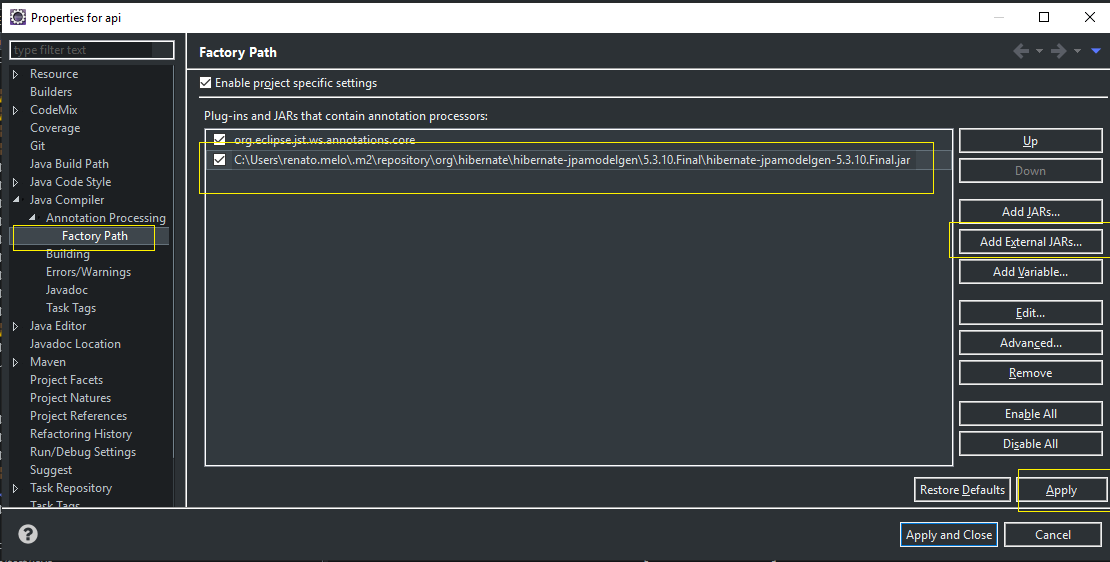 Properties for api
type filter text
Resource
Builders
CodeMix
Coverage
Git
Java Build Path
Java Code Style
Java Compiler
Annotation Processing
Factory Path
Building
Errors/Warnings
Javadoc
Task Tags
Java Editor
Javadoc Location
Maven
Project Facets
Project Natures
Project References
Refactoring History
Run/Debug Settings
Suggest
Task Repository
Task Tags
Factory Path
Enable project specific settings
Plug-ins and JARs that contain annotation processors:
org.eclipse.jst.ws.annotations.core
C:\Users\renato.melo\.m2\repository\org\hibernate\hibernate-jpamodelgen\5.3.10.Final\hibernate-jpamodelgen-5.3.10.Final.jar
Up
Down
Add JARs...
Add External JARs...
Add Variable...
Edit...
Advanced...
Remove
Enable All
Disable All
Restore Defaults
Apply
?
Apply and Close
Cancel